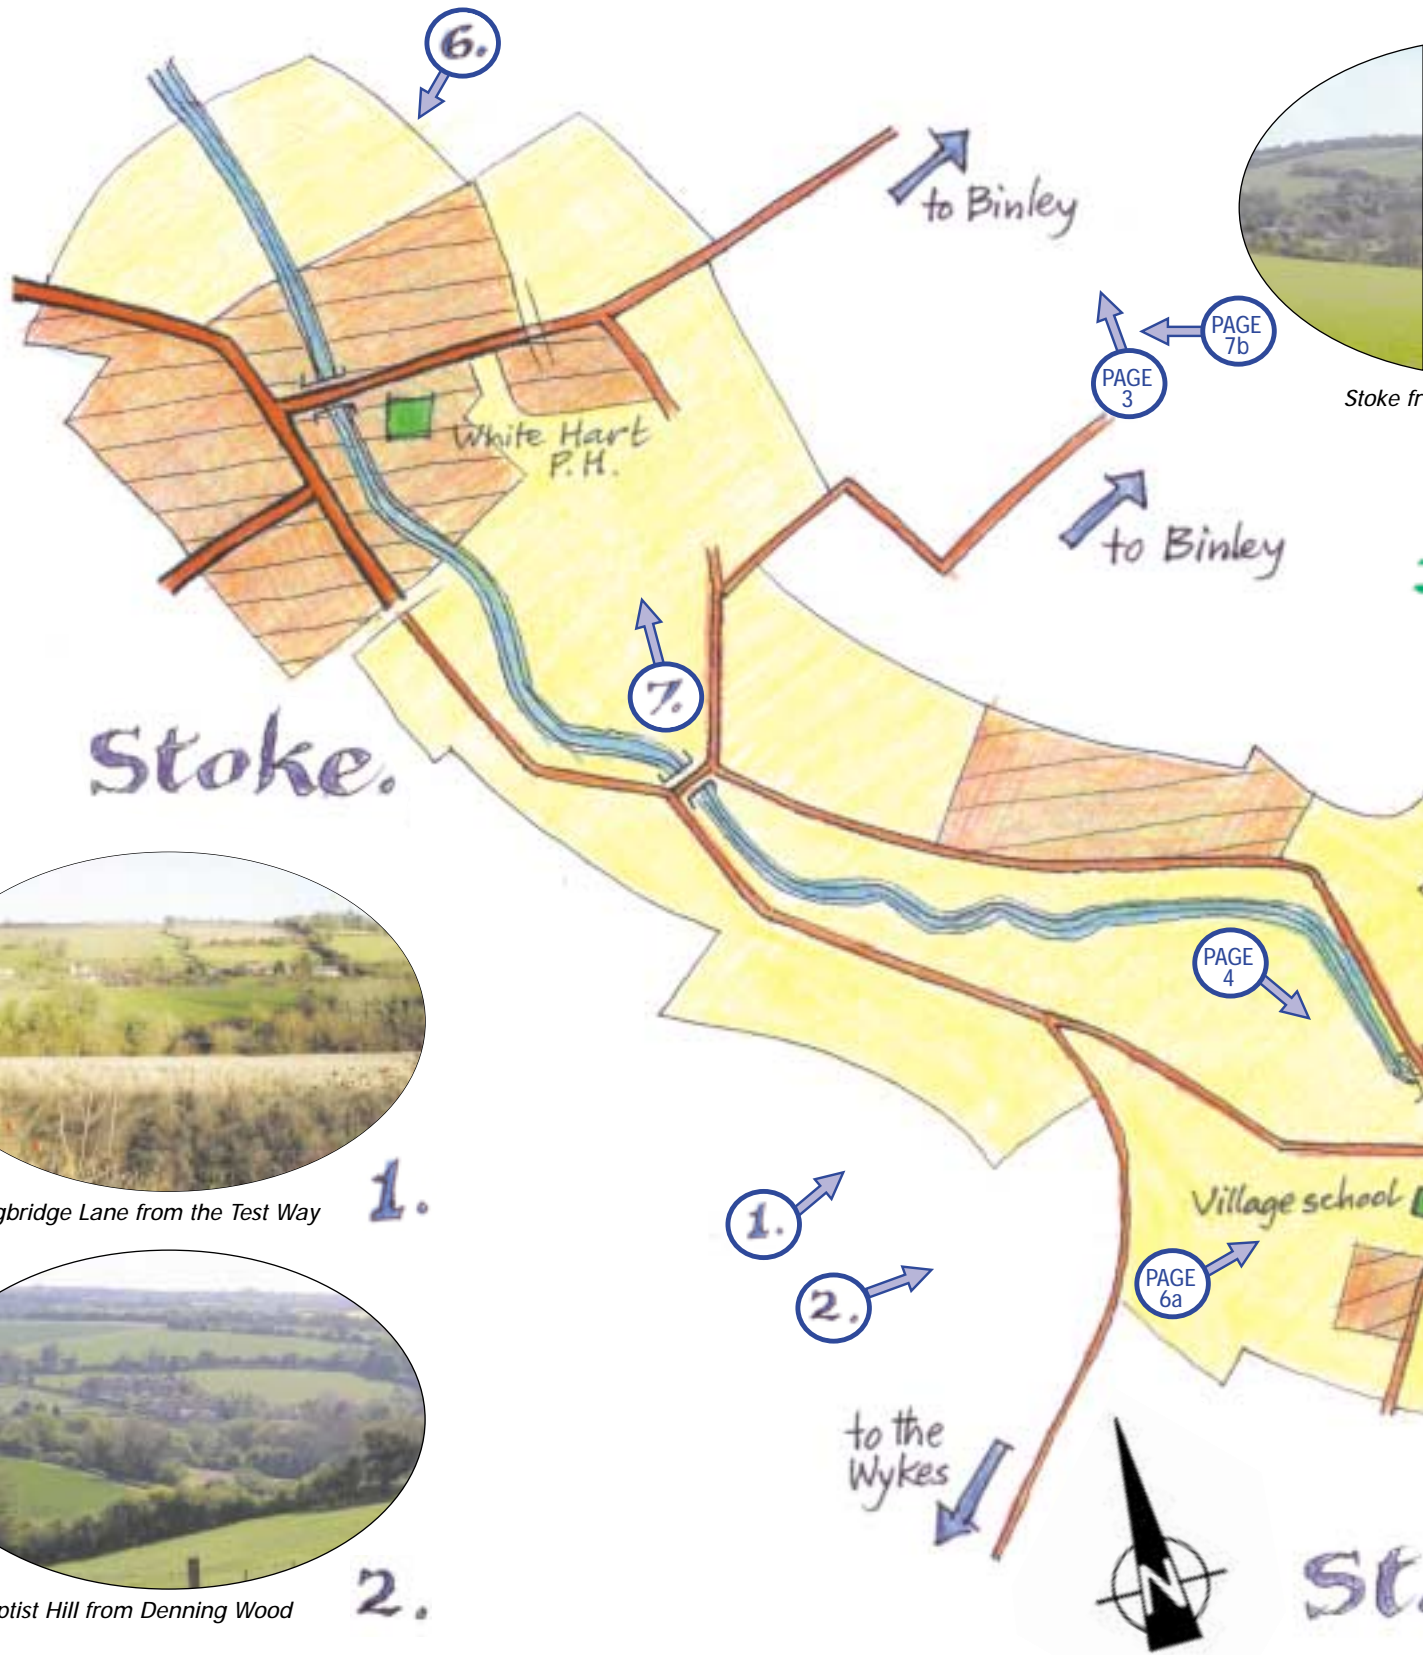 6.
to Binley
PAGE
7b
PAGE
3
Stoke fr
White Hart
P.H.
to Binley
7.
Stoke.
PAGE
4
gbridge Lane from the Test Way
1.
Village school
1.
PAGE
6a
2.
to the
Wykes
ptist Hill from Denning Wood
2.
N
St.